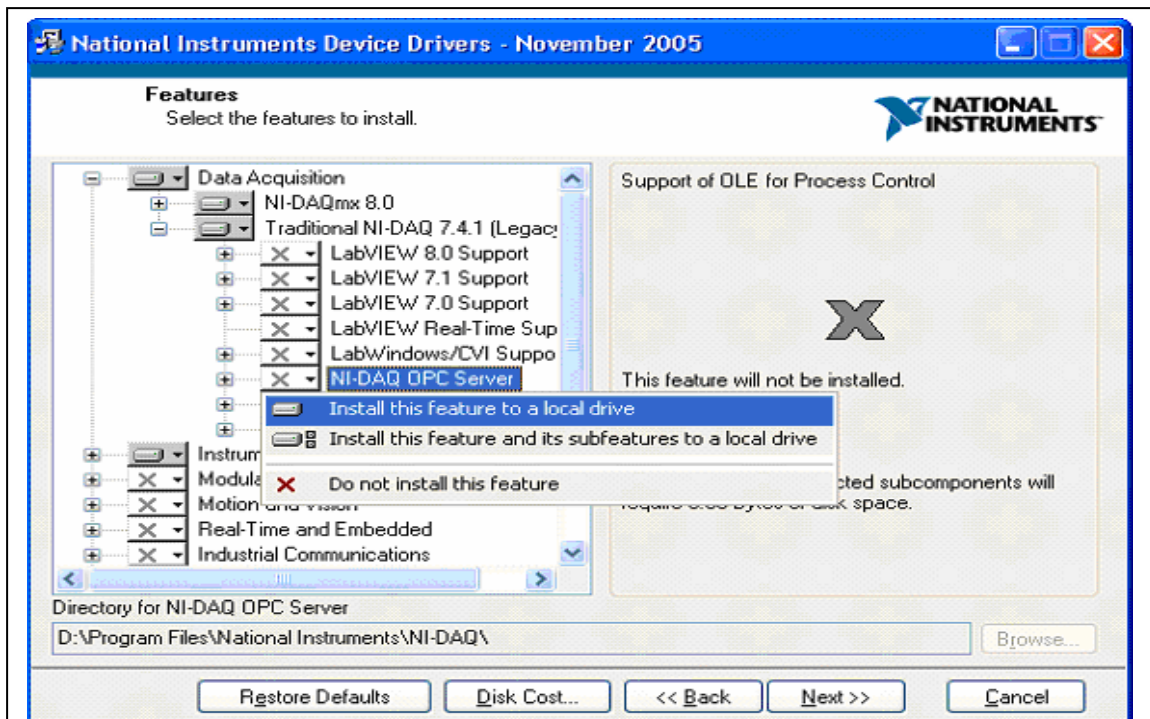 National Instruments Device Drivers - November 2005
Features
Select the features to install.
NATIONAL
INSTRUMENTS
Data Acquisition
NI-DAQmx 8.0
Traditional NI-DAQ 7.4.1 (Legacy
LabVIEW 8.0 Support
LabVIEW 7.1 Support
LabVIEW 7.0 Support
LabVIEW Real-Time Sup
LabWindows/CVI Suppo
NI-DAQ OPC Server
Install this feature to a local drive
Install this feature and its subfeatures to a local drive
Do not install this feature
Instrum
Modula
Motion and Vision
Real-Time and Embedded
Industrial Communications
Support of OLE for Process Control
This feature will not be installed.
cted subcomponents will
disk space.
Directory for NI-DAQ OPC Server
D:\Program Files\National Instruments\NI-DAQ\
Browse...
Restore Defaults
Disk Cost...
<< Back
Next >>
Cancel